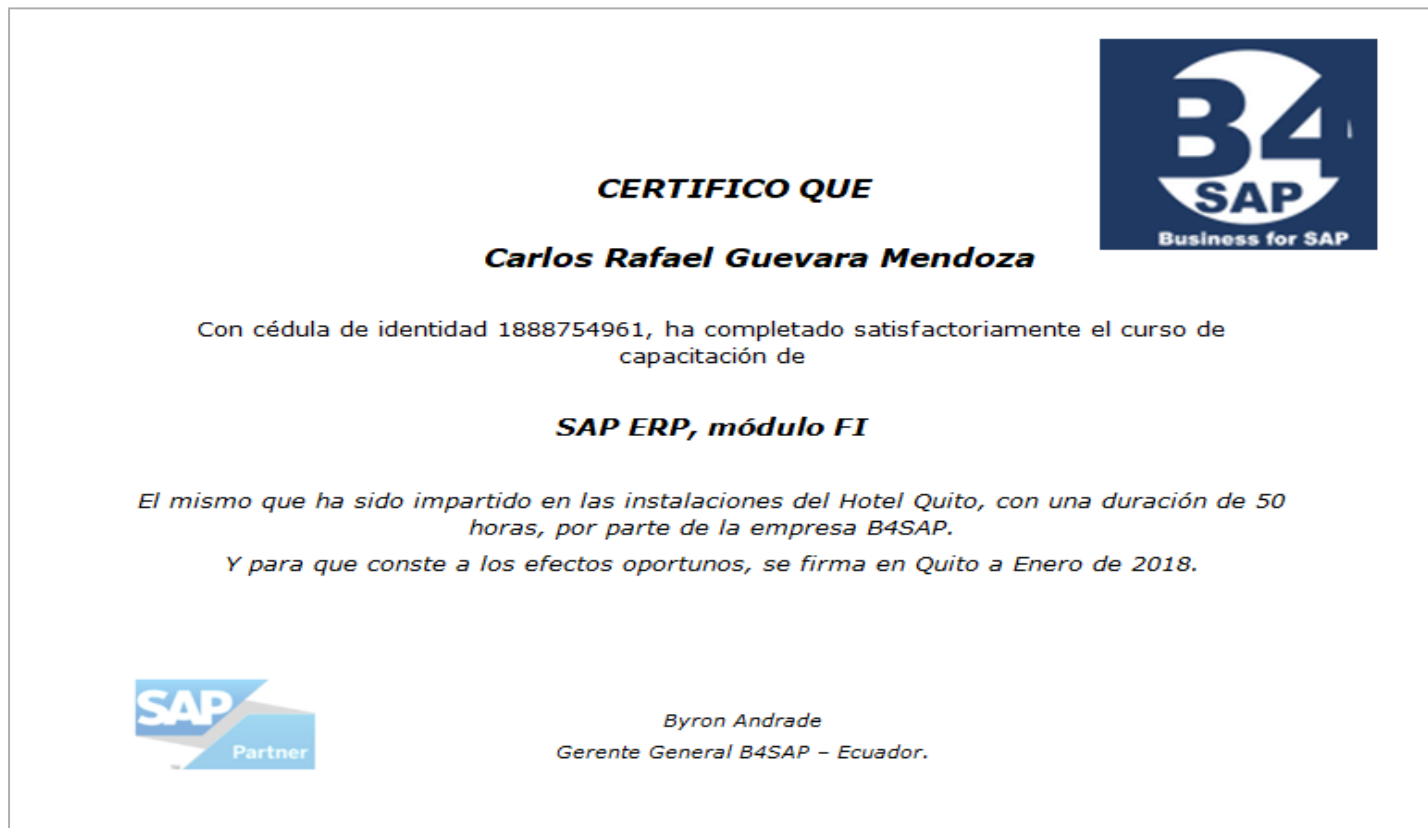 B4
SAP
Business for SAP
CERTIFICO QUE
Carlos Rafael Guevara Mendoza
Con cédula de identidad 1888754961, ha completado satisfactoriamente el curso de
capacitación de
SAP ERP, módulo FI
El mismo que ha sido impartido en las instalaciones del Hotel Quito, con una duración de 50
horas, por parte de la empresa B4SAP.
Y para que conste a los efectos oportunos, se firma en Quito a Enero de 2018.
SAP
Partner
Byron Andrade
Gerente General B4SAP – Ecuador.